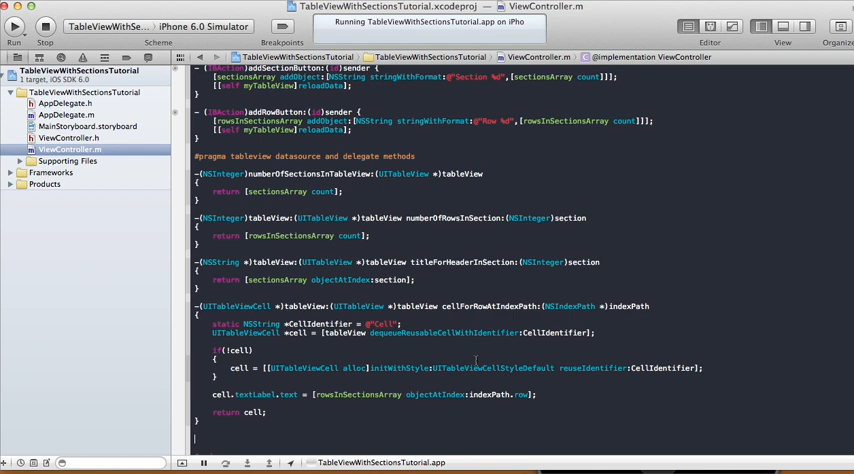 TableViewWithSectionsTutorial.xcodeproj — ViewController.m
TableViewWithSe...
iPhone 6.0 Simulator
Running TableViewWithSectionsTutorial.app on iPho
Run
Stop
Scheme
Breakpoints
Editor
View
Organize
TableViewWithSectionsTutorial
TableViewWithSectionsTutorial
ViewController.m
@implementation ViewController
TableViewWithSectionsTutorial
1 target, iOS SDK 6.0
TableViewWithSectionsTutorial
AppDelegate.h
AppDelegate.m
MainStoryboard.storyboard
ViewController.h
ViewController.m
Supporting Files
Frameworks
Products
- (IBAction)addSectionButton:(id)sender {
[sectionsArray addObject:[NSString stringWithFormat:@"Section %d",[sectionsArray count]]];
[[self myTableView]reloadData];
}
- (IBAction)addRowButton:(id)sender {
[rowsInSectionsArray addObject:[NSString stringWithFormat:@"Row %d",[rowsInSectionsArray count]]];
[[self myTableView]reloadData];
}
#pragma tableview datasource and delegate methods
-(NSInteger)numberOfSectionsInTableView:(UITableView *)tableView
{
return [sectionsArray count];
}
-(NSInteger)tableView:(UITableView *)tableView numberOfRowsInSection:(NSInteger)section
{
return [rowsInSectionsArray count];
}
-(NSString *)tableView:(UITableView *)tableView titleForHeaderInSection:(NSInteger)section
{
return [sectionsArray objectAtIndex:section];
}
-(UITableViewCell *)tableView:(UITableView *)tableView cellForRowAtIndexPath:(NSIndexPath *)indexPath
{
static NSString *CellIdentifier = @"Cell";
UITableViewCell *cell = [tableView dequeueReusableCellWithIdentifier:CellIdentifier];
if(!cell)
{
cell = [[UITableViewCell alloc]initWithStyle:UITableViewCellStyleDefault reuseIdentifier:CellIdentifier];
}
cell.textLabel.text = [rowsInSectionsArray objectAtIndex:indexPath.row];
return cell;
}
TableViewWithSectionsTutorial.app